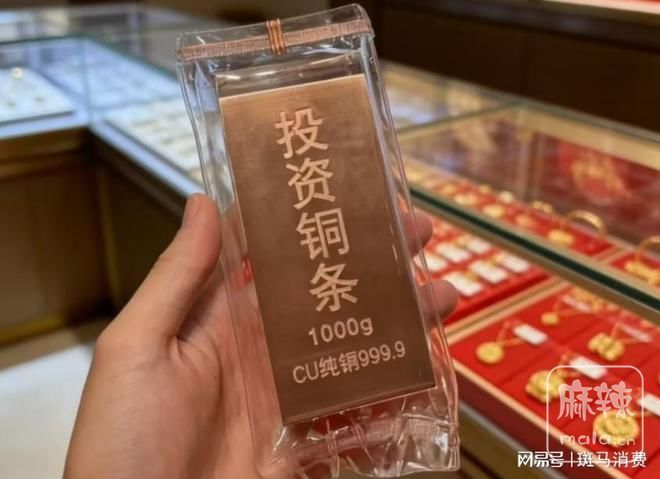 投资铜条
1000g
CU纯铜999.9
麻辣
mala.cn
网易号|斑马消费